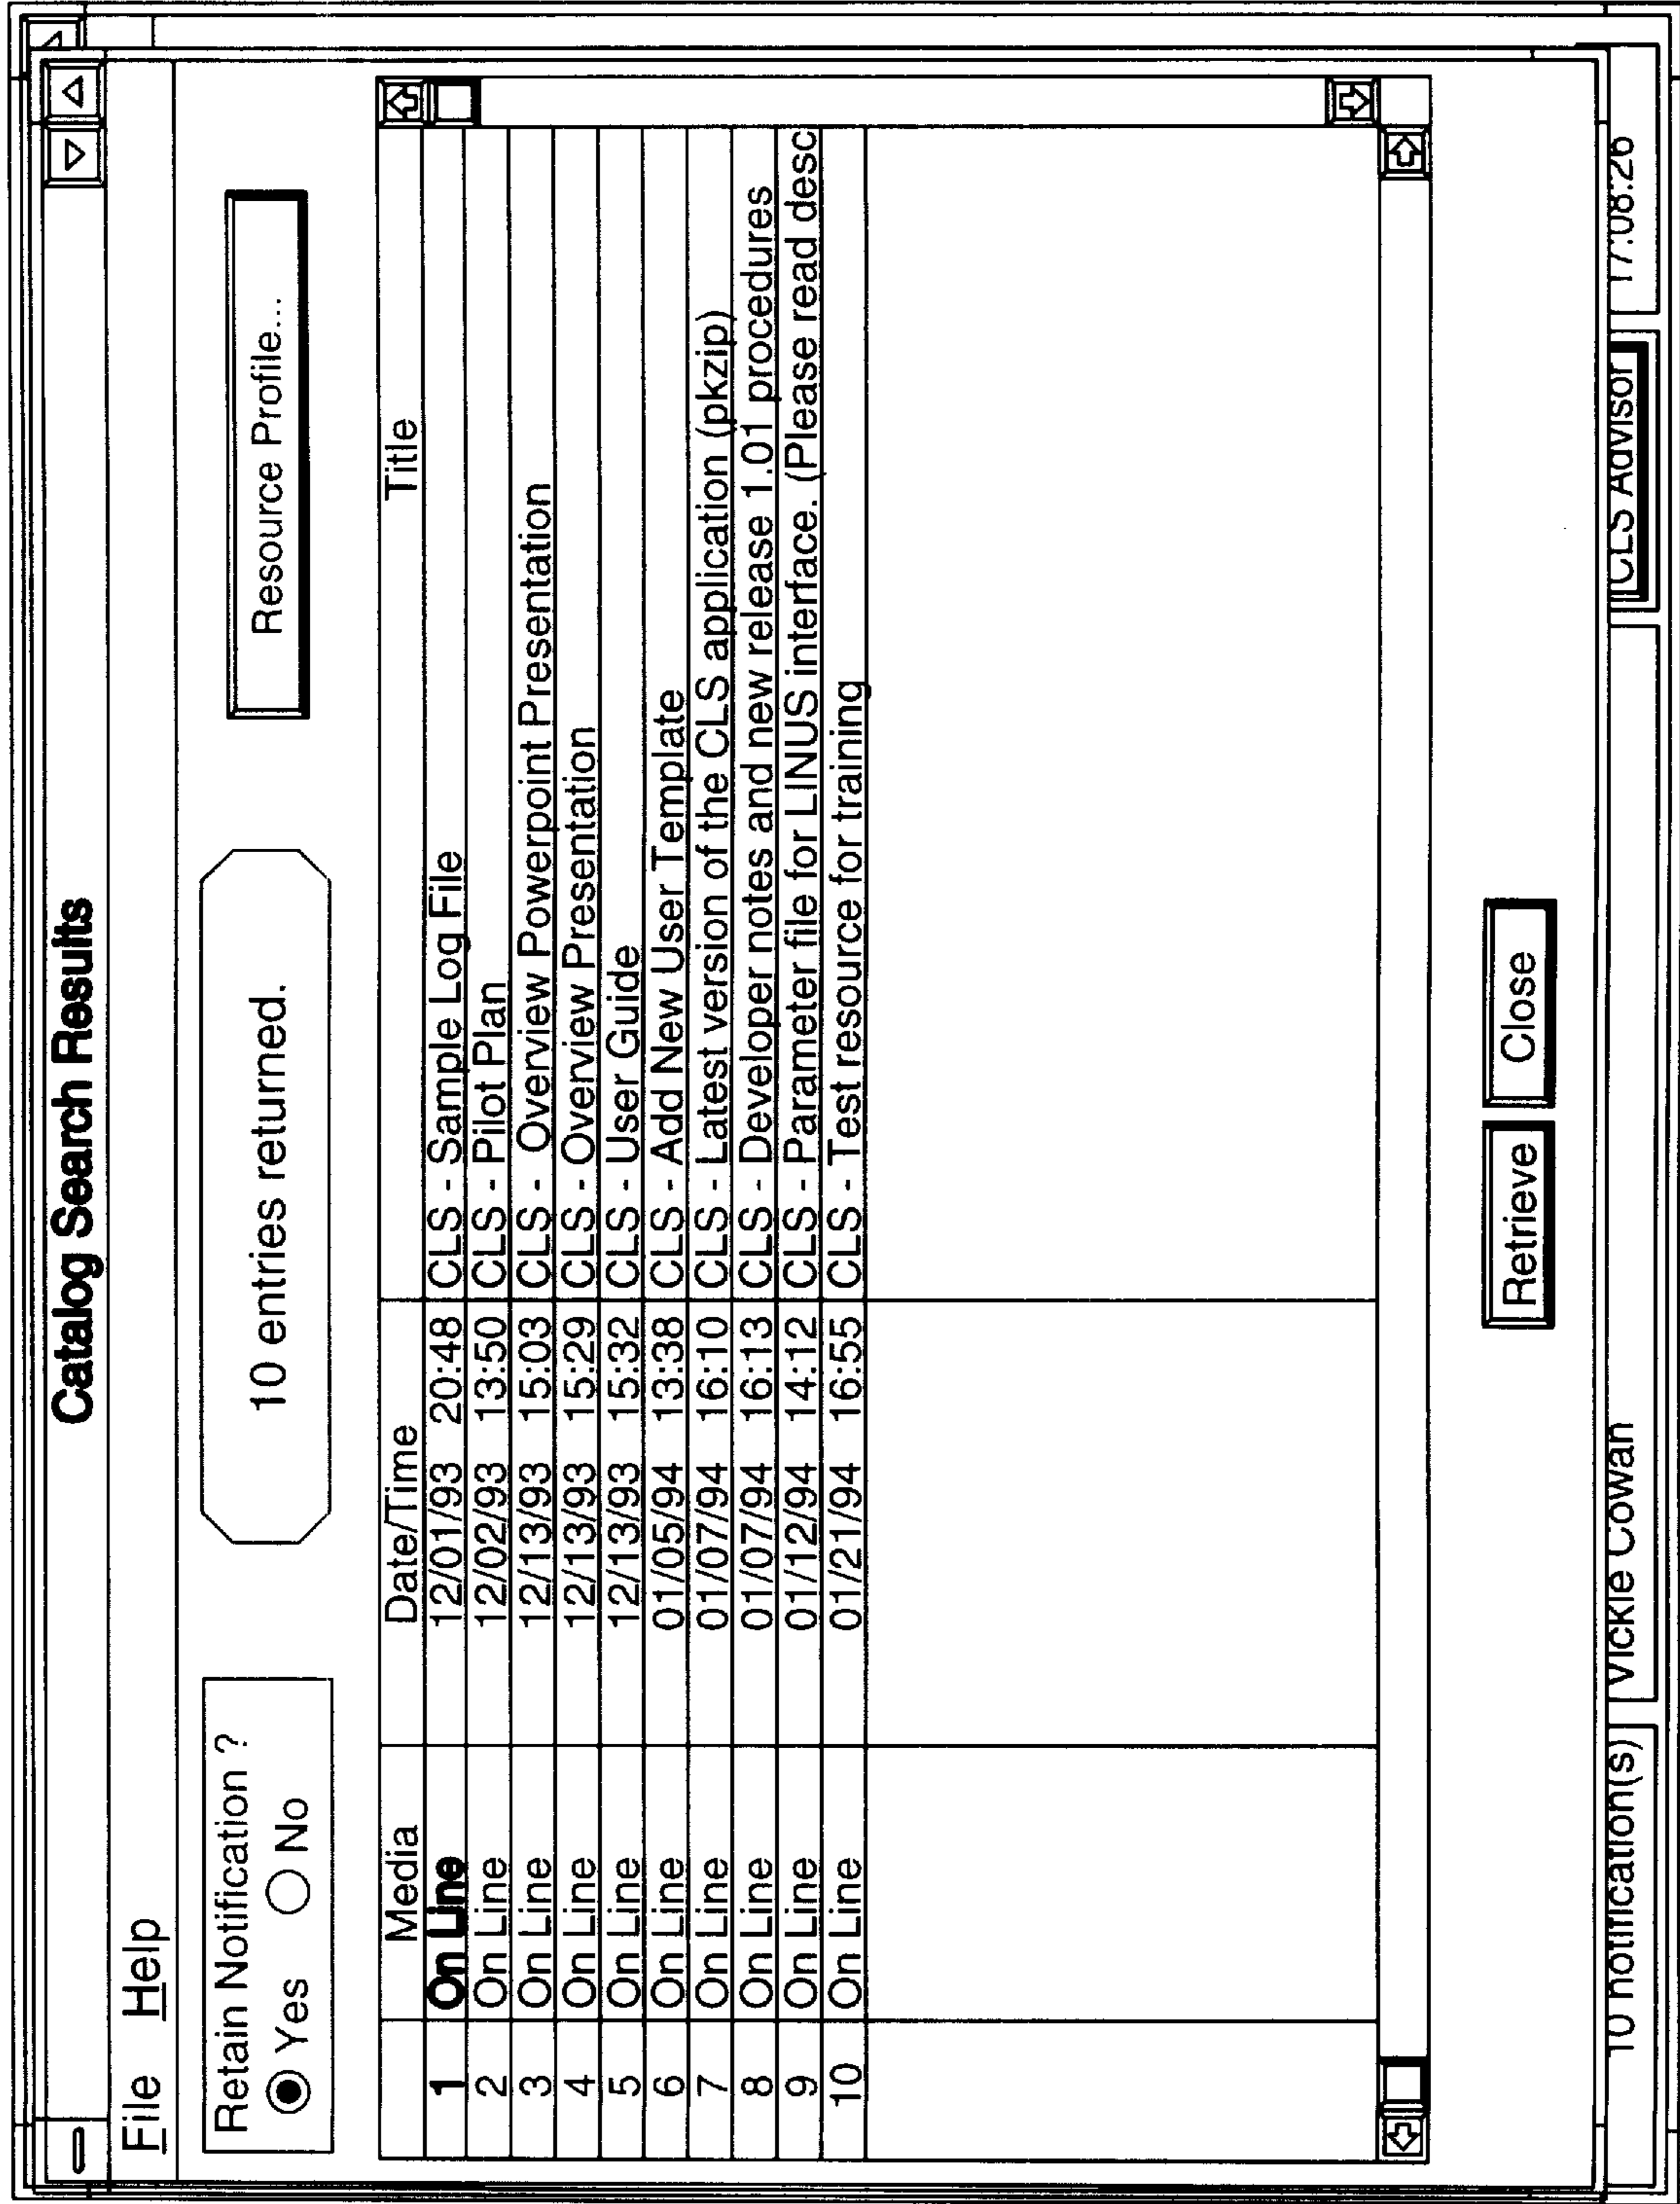 Catalog Search Results
File Help
Retain Notification ?
Yes No
10 entries returned.
Resource Profile...
Media Date/Time Title
1 On Line 12/01/93 20:48 CLS - Sample Log File
2 On Line 12/02/93 13:50 CLS - Pilot Plan
3 On Line 12/13/93 15:03 CLS - Overview Powerpoint Presentation
4 On Line 12/13/93 15:29 CLS - Overview Presentation
5 On Line 12/13/93 15:32 CLS - User Guide
6 On Line 01/05/94 13:38 CLS - Add New User Template
7 On Line 01/07/94 16:10 CLS - Latest version of the CLS application (pkzip)
8 On Line 01/07/94 16:13 CLS - Developer notes and new release 1.01 procedures
9 On Line 01/12/94 14:12 CLS - Parameter file for LINUS interface. (Please read desc
10 On Line 01/21/94 16:55 CLS - Test resource for training
Retrieve Close
10 notification(s) Vickie Cowan CLS Advisor 17:08:26